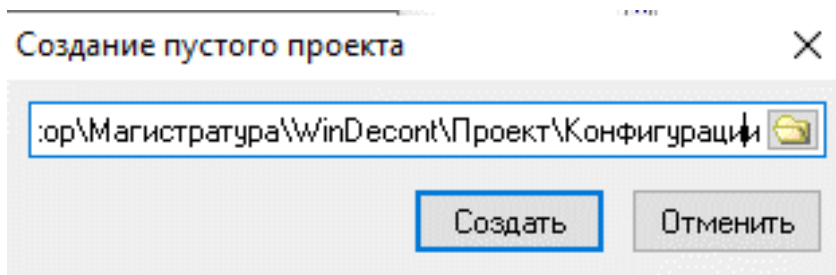 Создание пустого проекта
:op\Магистратура\WinDecont\Проект\Конфигурации
Создать
Отменить